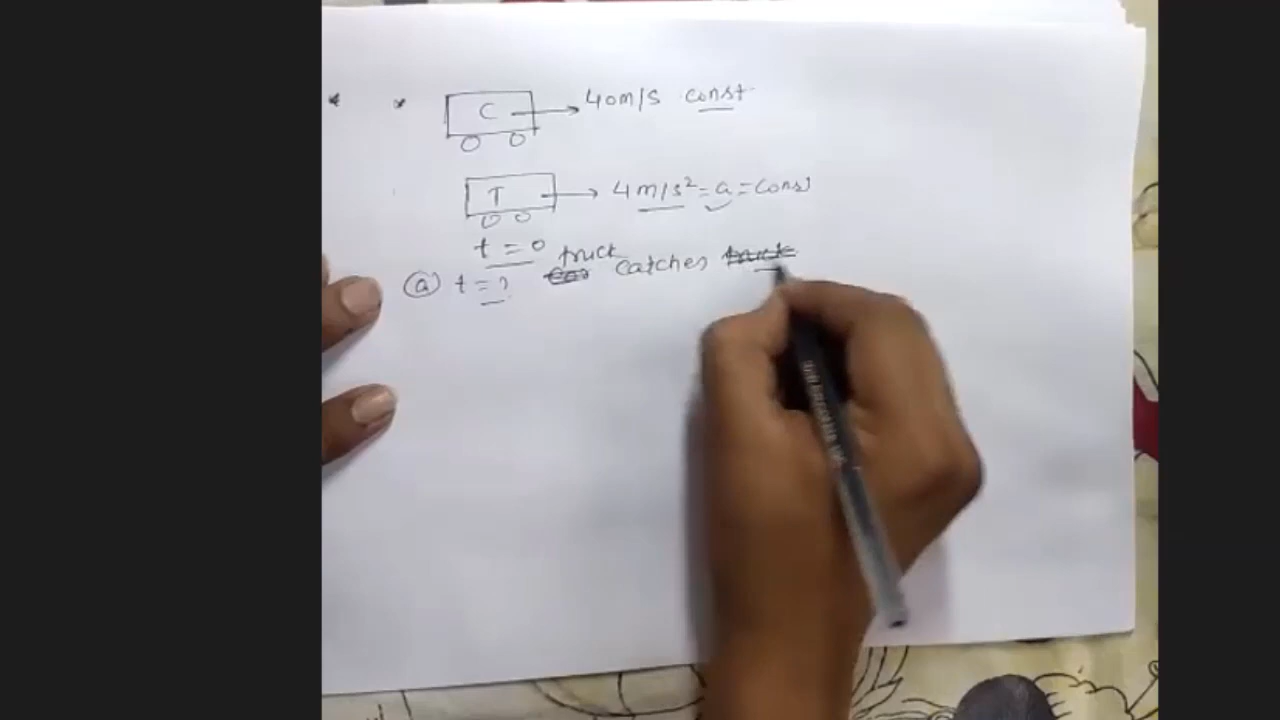 C → 40m/s const
T → 4m/s² = a = const
t = 0
truck
(a) t = ? catches